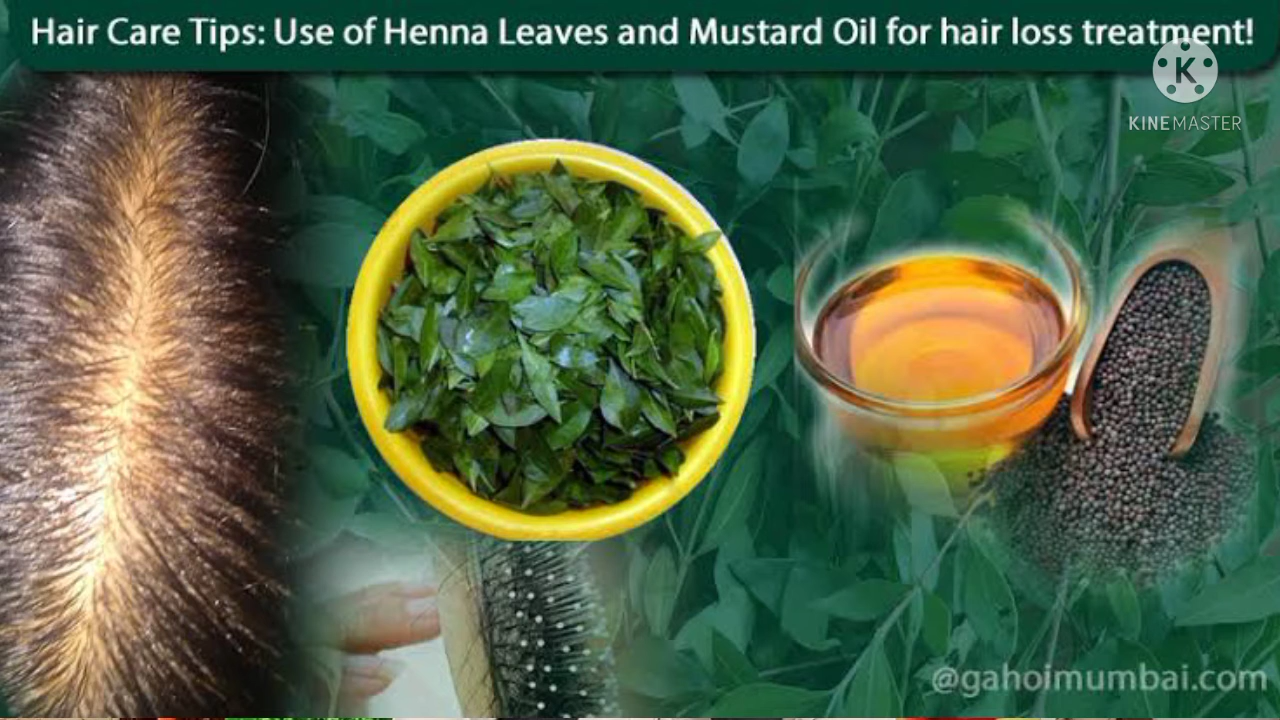 Hair Care Tips: Use of Henna Leaves and Mustard Oil for hair loss treatment!
K
KINEMASTER
@gahoimumbai.com